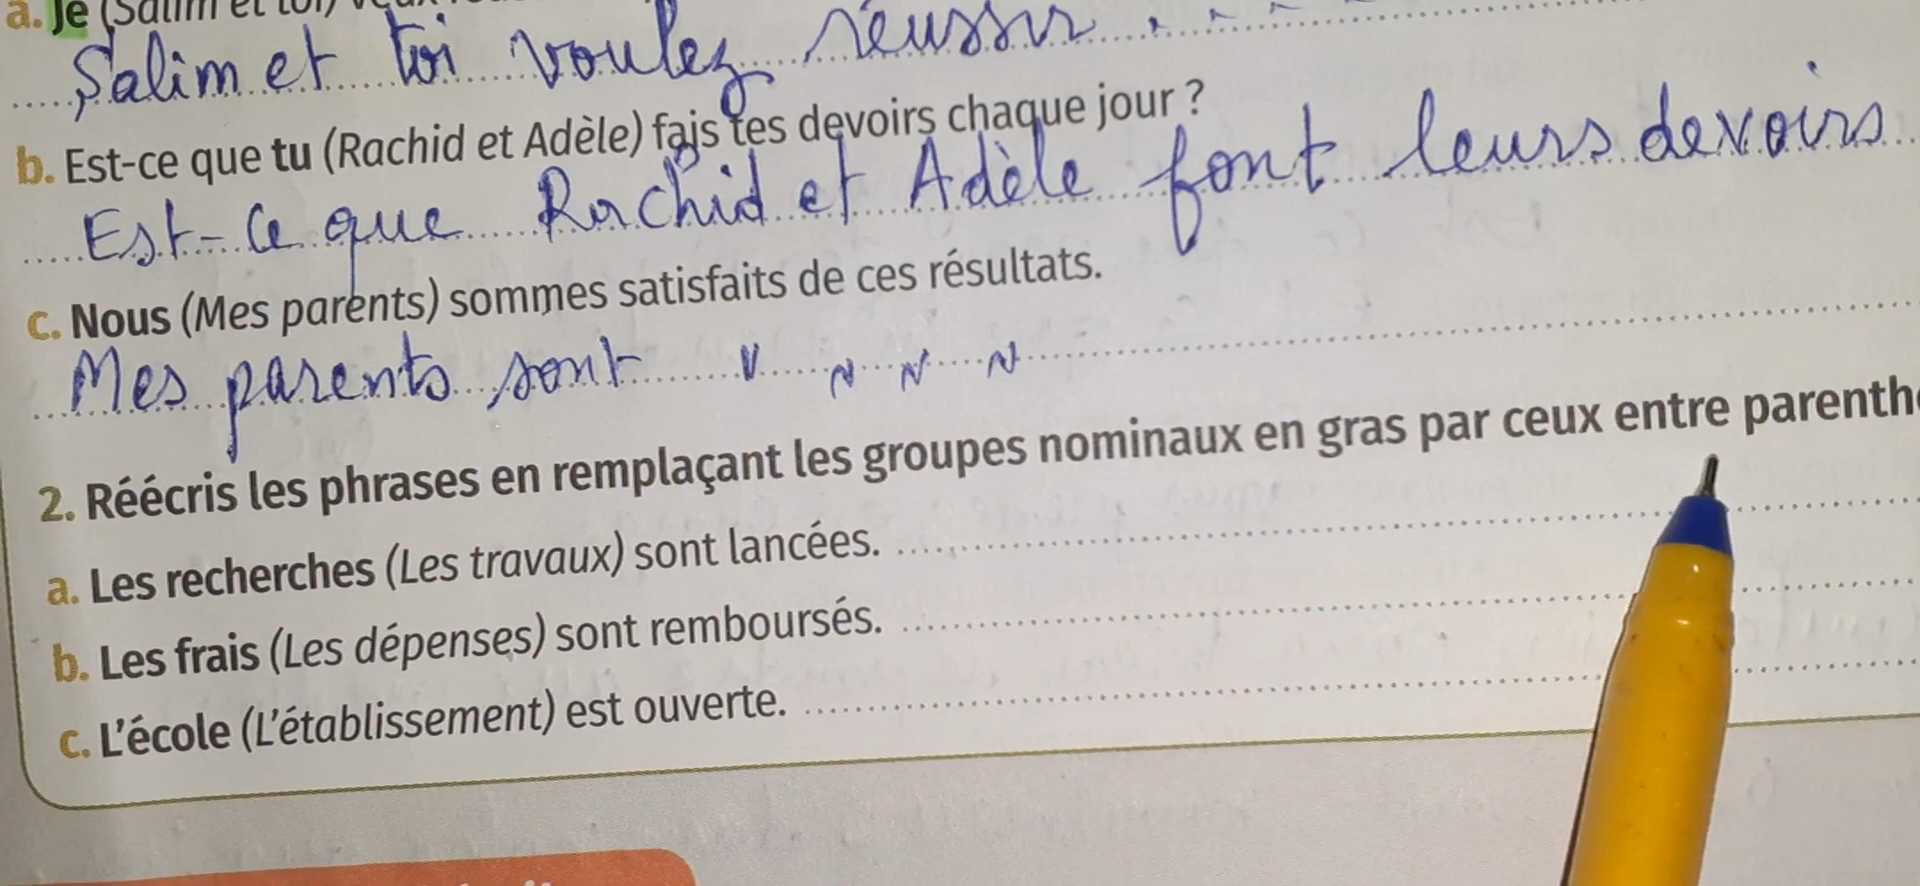 a. Je (Salim et toi)
Salim et toi voulez réussir
b. Est-ce que tu (Rachid et Adèle) fais tes devoirs chaque jour ?
Est-ce que Rachid et Adèle font leurs devoirs
c. Nous (Mes parents) sommes satisfaits de ces résultats.
Mes parents sont
2. Réécris les phrases en remplaçant les groupes nominaux en gras par ceux entre parenth
a. Les recherches (Les travaux) sont lancées.
b. Les frais (Les dépenses) sont remboursés.
c. L'école (L'établissement) est ouverte.